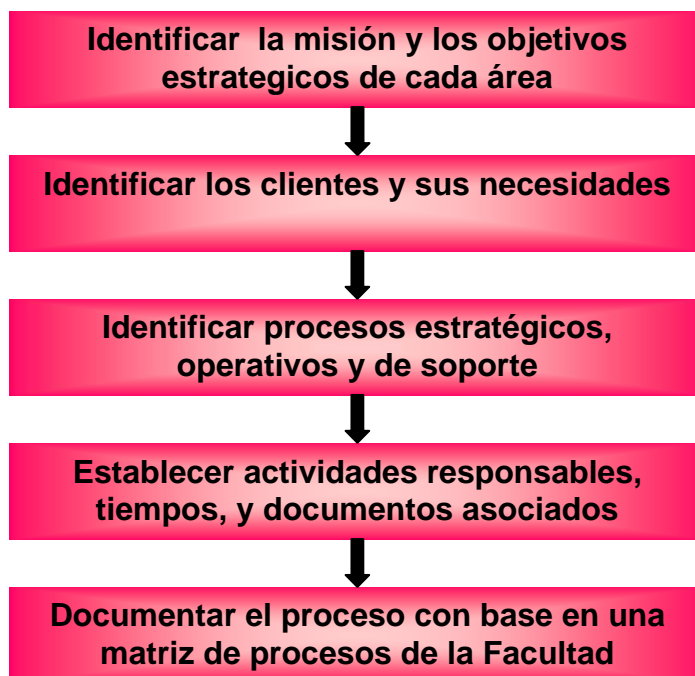 Identificar la misión y los objetivos
estrategicos de cada área
Identificar los clientes y sus necesidades
Identificar procesos estratégicos,
operativos y de soporte
Establecer actividades responsables,
tiempos, y documentos asociados
Documentar el proceso con base en una
matriz de procesos de la Facultad